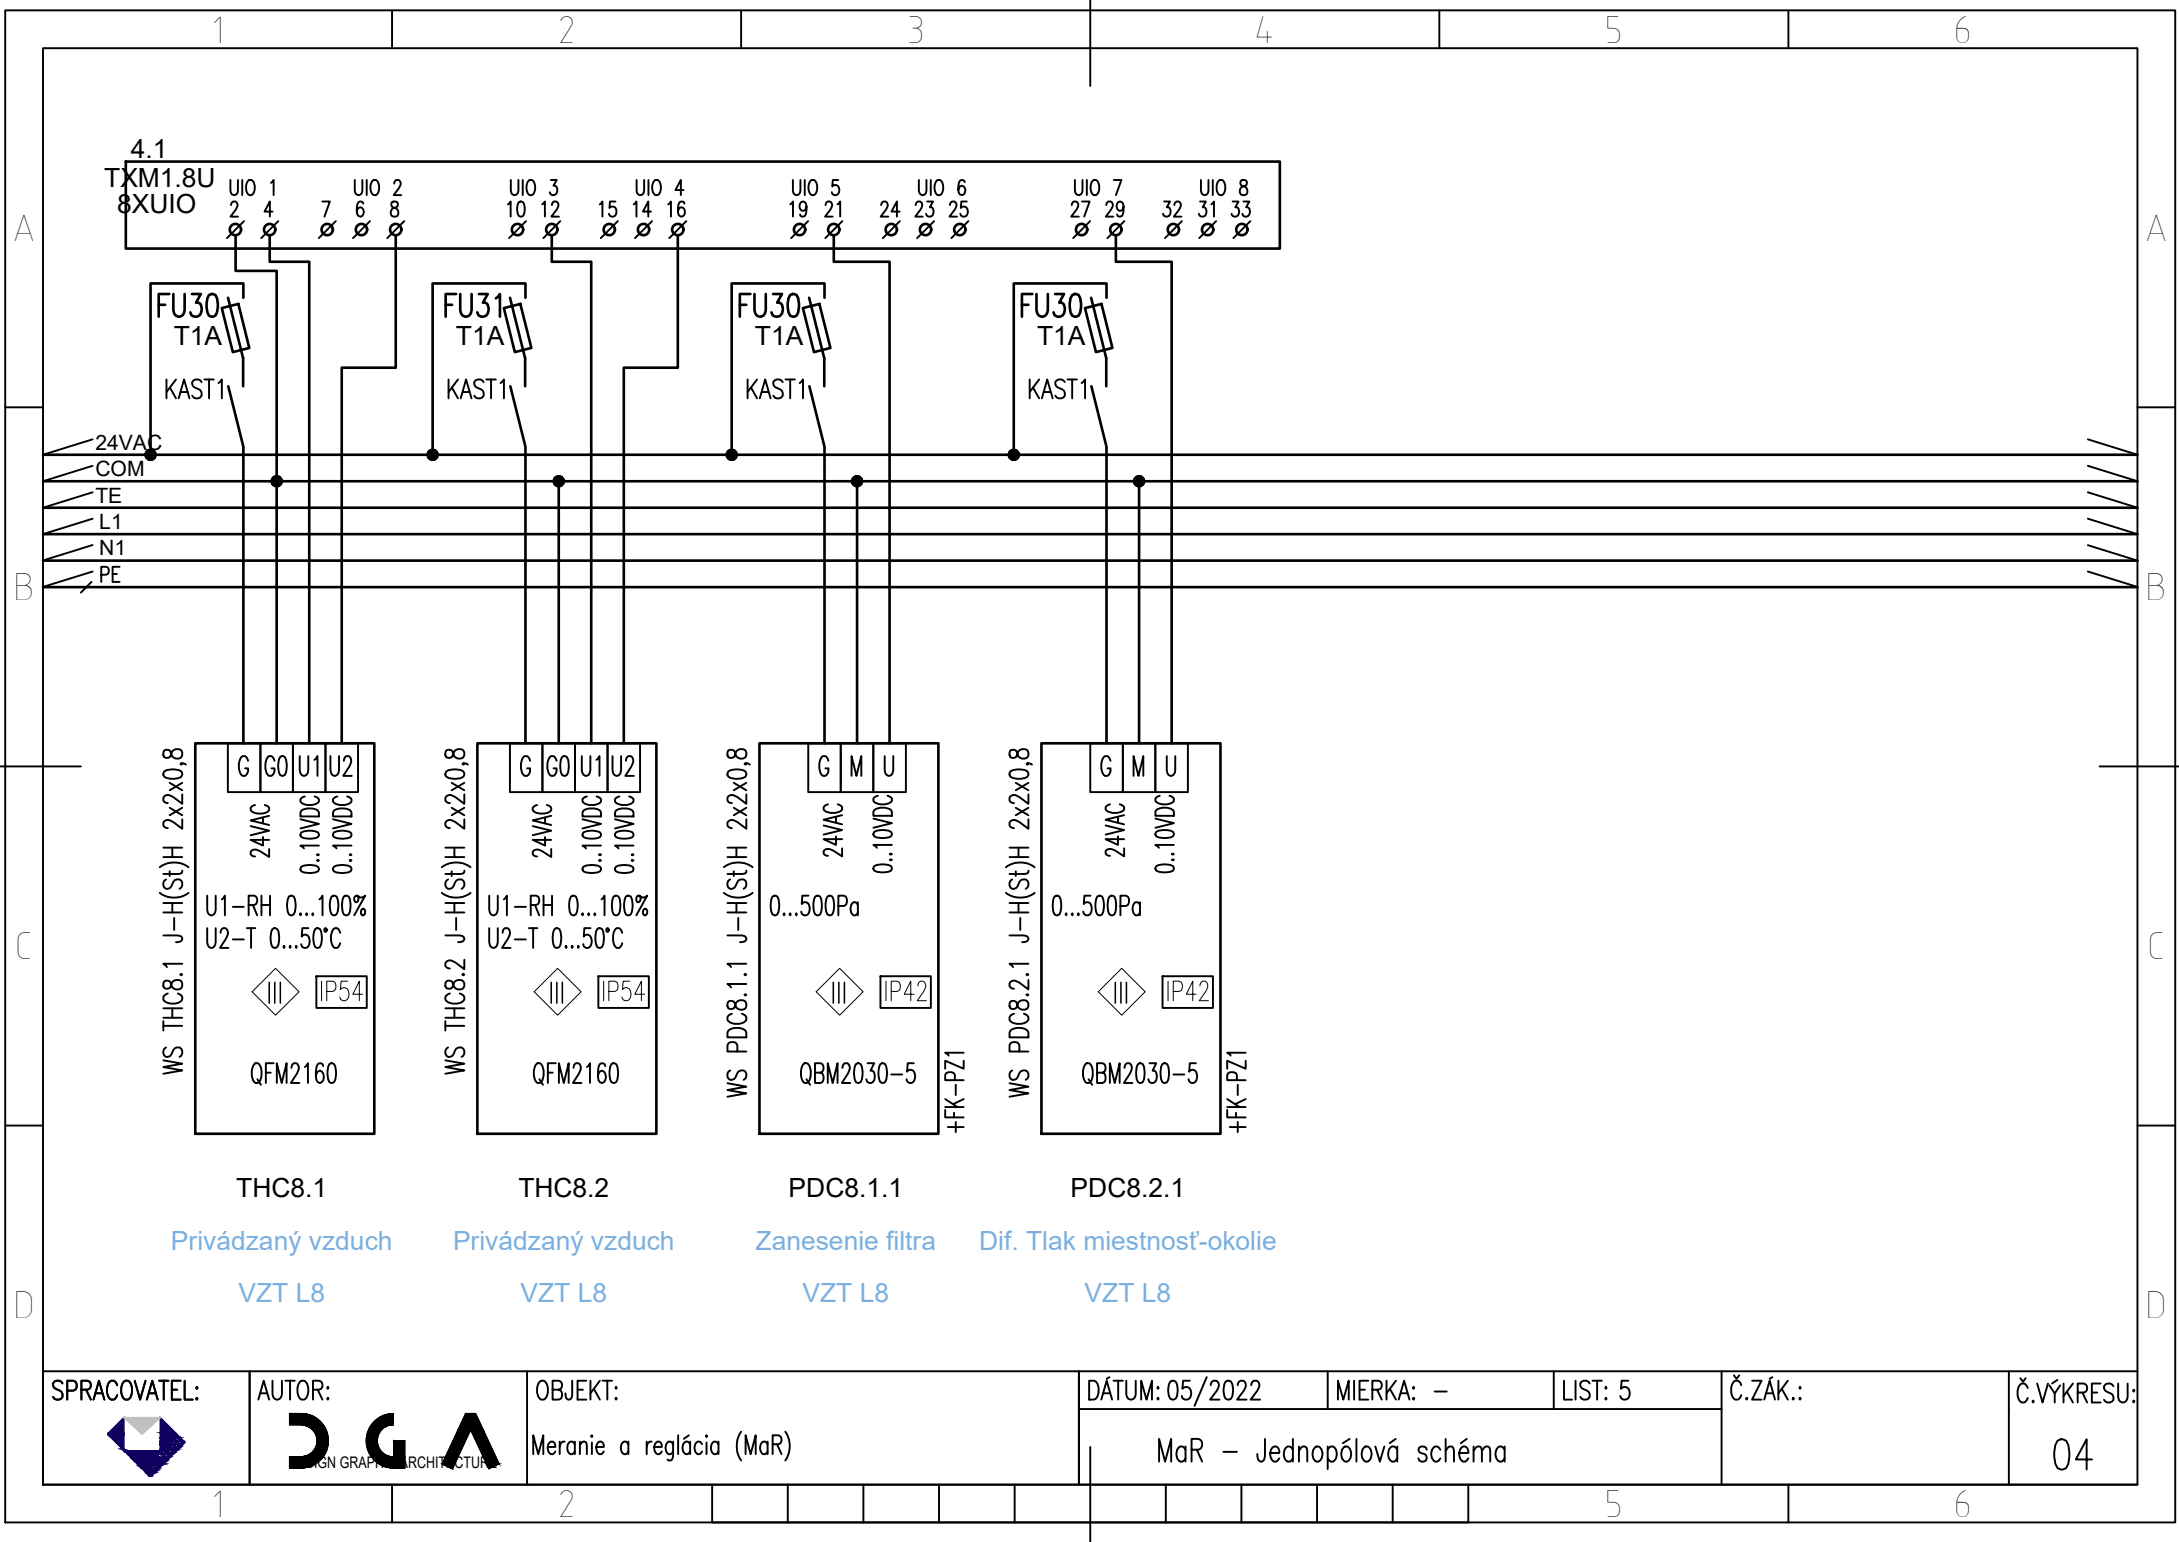 1 2 3 4 5 6
4.1
TXM1.8U
8XUIO
UIO 1 UIO 2 UIO 3 UIO 4 UIO 5 UIO 6 UIO 7 UIO 8
2 4 7 6 8 10 12 15 14 16 19 21 24 23 25 27 29 32 31 33
A A
FU30 FU31 FU30 FU30
T1A T1A T1A T1A
KAST1 KAST1 KAST1 KAST1
24VAC
COM
TE
L1
N1
PE
B B
WS THC8.1 J-H(St)H 2x2x0,8
G G0 U1 U2
24VAC 0..10VDC 0..10VDC
U1-RH 0...100%
U2-T 0...50°C
III IP54
QFM2160
WS THC8.2 J-H(St)H 2x2x0,8
G G0 U1 U2
24VAC 0..10VDC 0..10VDC
U1-RH 0...100%
U2-T 0...50°C
III IP54
QFM2160
WS PDC8.1.1 J-H(St)H 2x2x0,8
G M U
24VAC 0..10VDC
0...500Pa
III IP42
QBM2030-5
+FK-PZ1
WS PDC8.2.1 J-H(St)H 2x2x0,8
G M U
24VAC 0..10VDC
0...500Pa
III IP42
QBM2030-5
+FK-PZ1
C C
THC8.1 THC8.2 PDC8.1.1 PDC8.2.1
Privádzaný vzduch Privádzaný vzduch Zanesenie filtra Dif. Tlak miestnosť-okolie
VZT L8 VZT L8 VZT L8 VZT L8
D D
SPRACOVATEL: AUTOR: OBJEKT: DÁTUM: 05/2022 MIERKA: - LIST: 5 Č.ZÁK.: Č.VÝKRESU:
DGA
Meranie a reglácia (MaR)
MaR - Jednopólová schéma
04
1 2 5 6